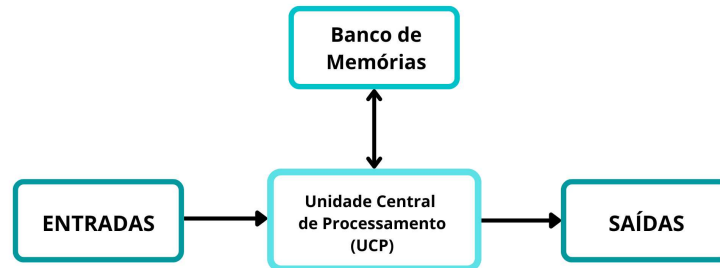 Banco de
Memórias
ENTRADAS
Unidade Central
de Processamento
(UCP)
SAÍDAS